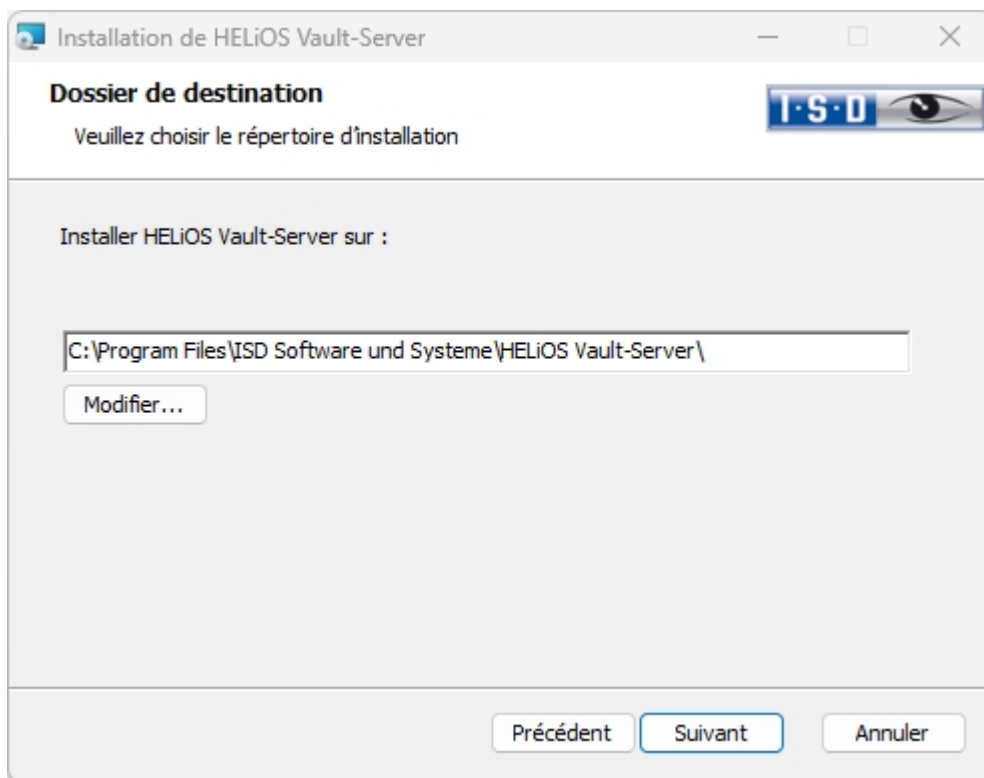 Installation de HELiOS Vault-Server
Dossier de destination
Veuillez choisir le répertoire d'installation
I·S·D
Installer HELiOS Vault-Server sur :
C:\Program Files\ISD Software und Systeme\HELiOS Vault-Server\
Modifier...
Précédent Suivant Annuler